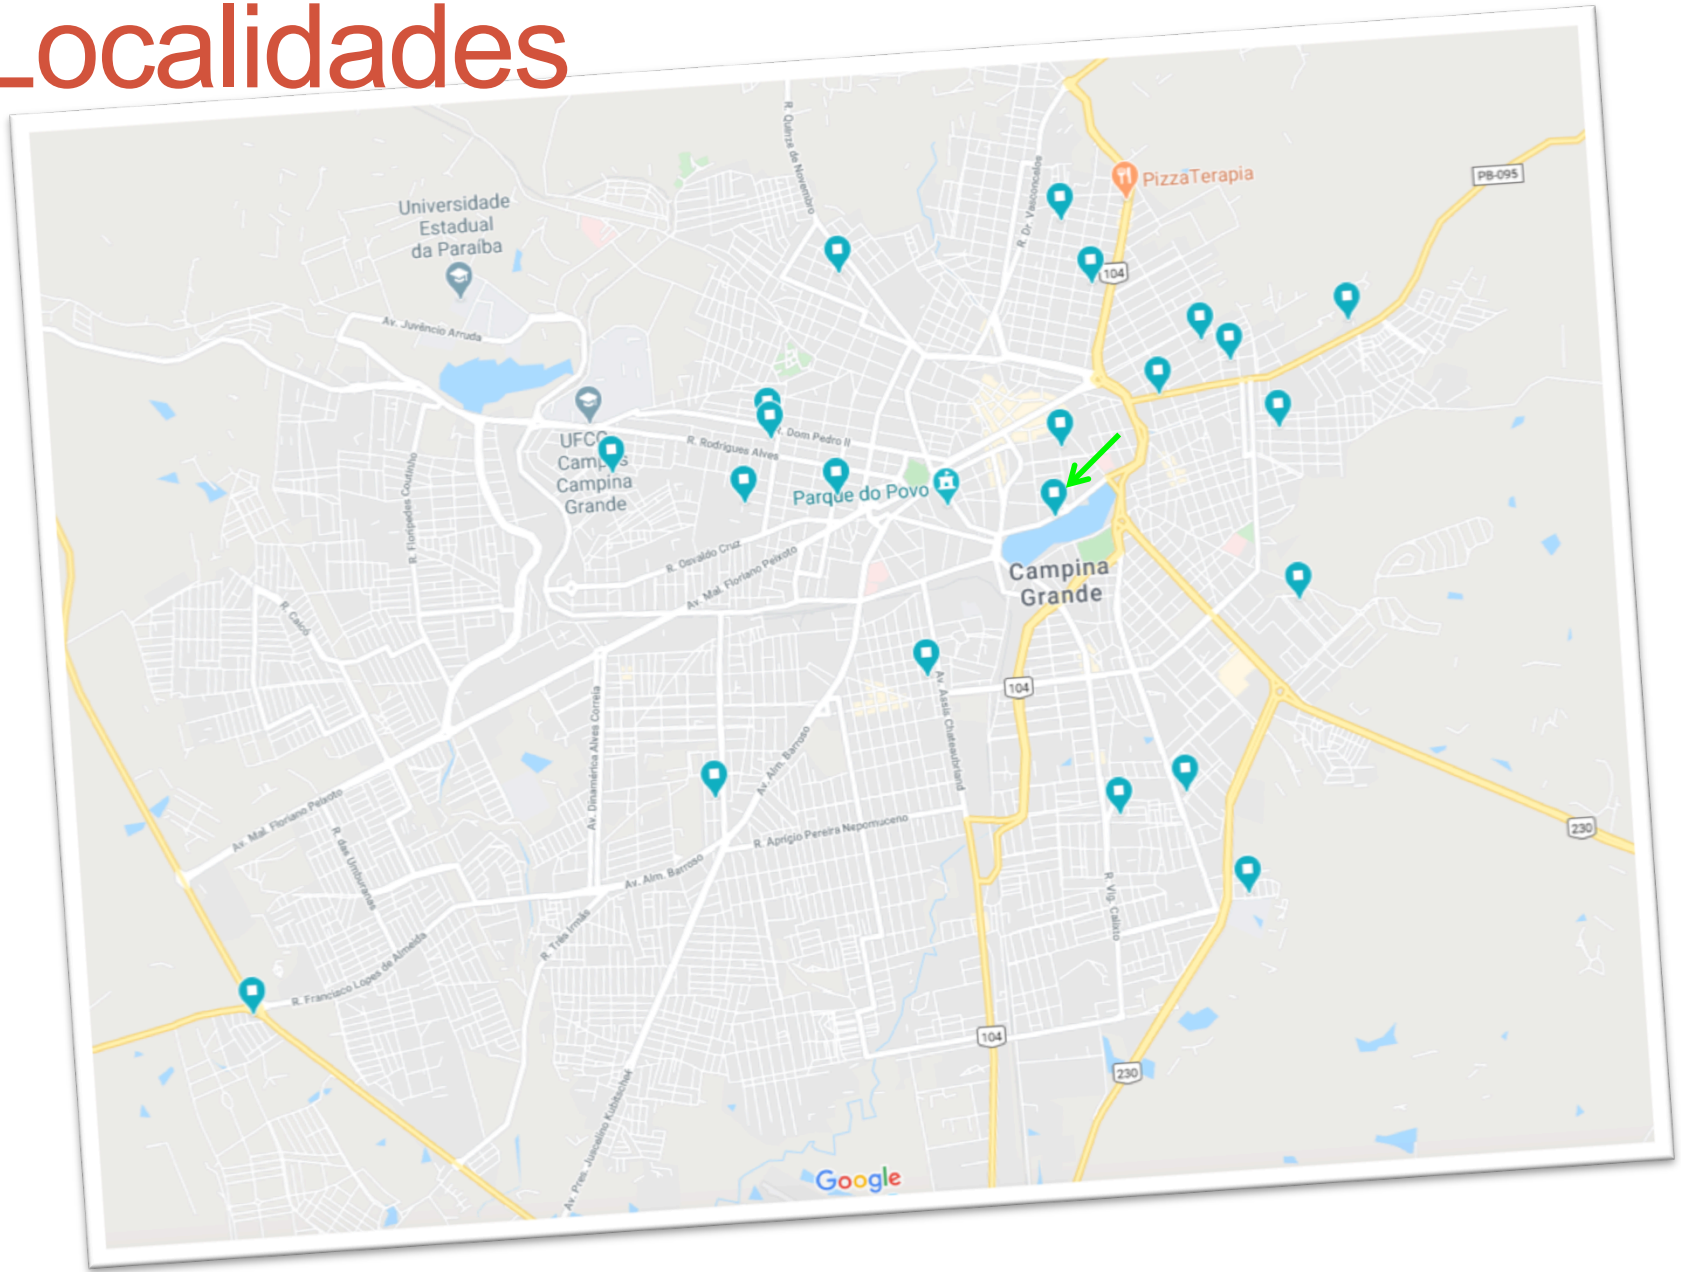 Localidades
R. Quinze de Novembro
R. Dr. Vasconcelos
PizzaTerapia
PB-095
Universidade
Estadual
da Paraíba
104
Av. Juvêncio Arruda
R. Dom Pedro II
R. Rodrigues Alves
UFCG
Campus
Campina
Grande
Parque do Povo
R. Floripedes Coutinho
R. Osvaldo Cruz
Av. Mal. Floriano Peixoto
Campina
Grande
R. Caicó
104
Av. Assis Chateaubriand
Av. Dinamérica Alves Correia
Av. Alm. Barroso
Av. Mal. Floriano Peixoto
R. das Umburanas
R. Aprígio Pereira Nepomuceno
230
Av. Alm. Barroso
R. Vig. Calixto
R. Três Irmãs
R. Francisco Lopes de Almeida
104
230
Av. Pres. Juscelino Kubitschek
Google